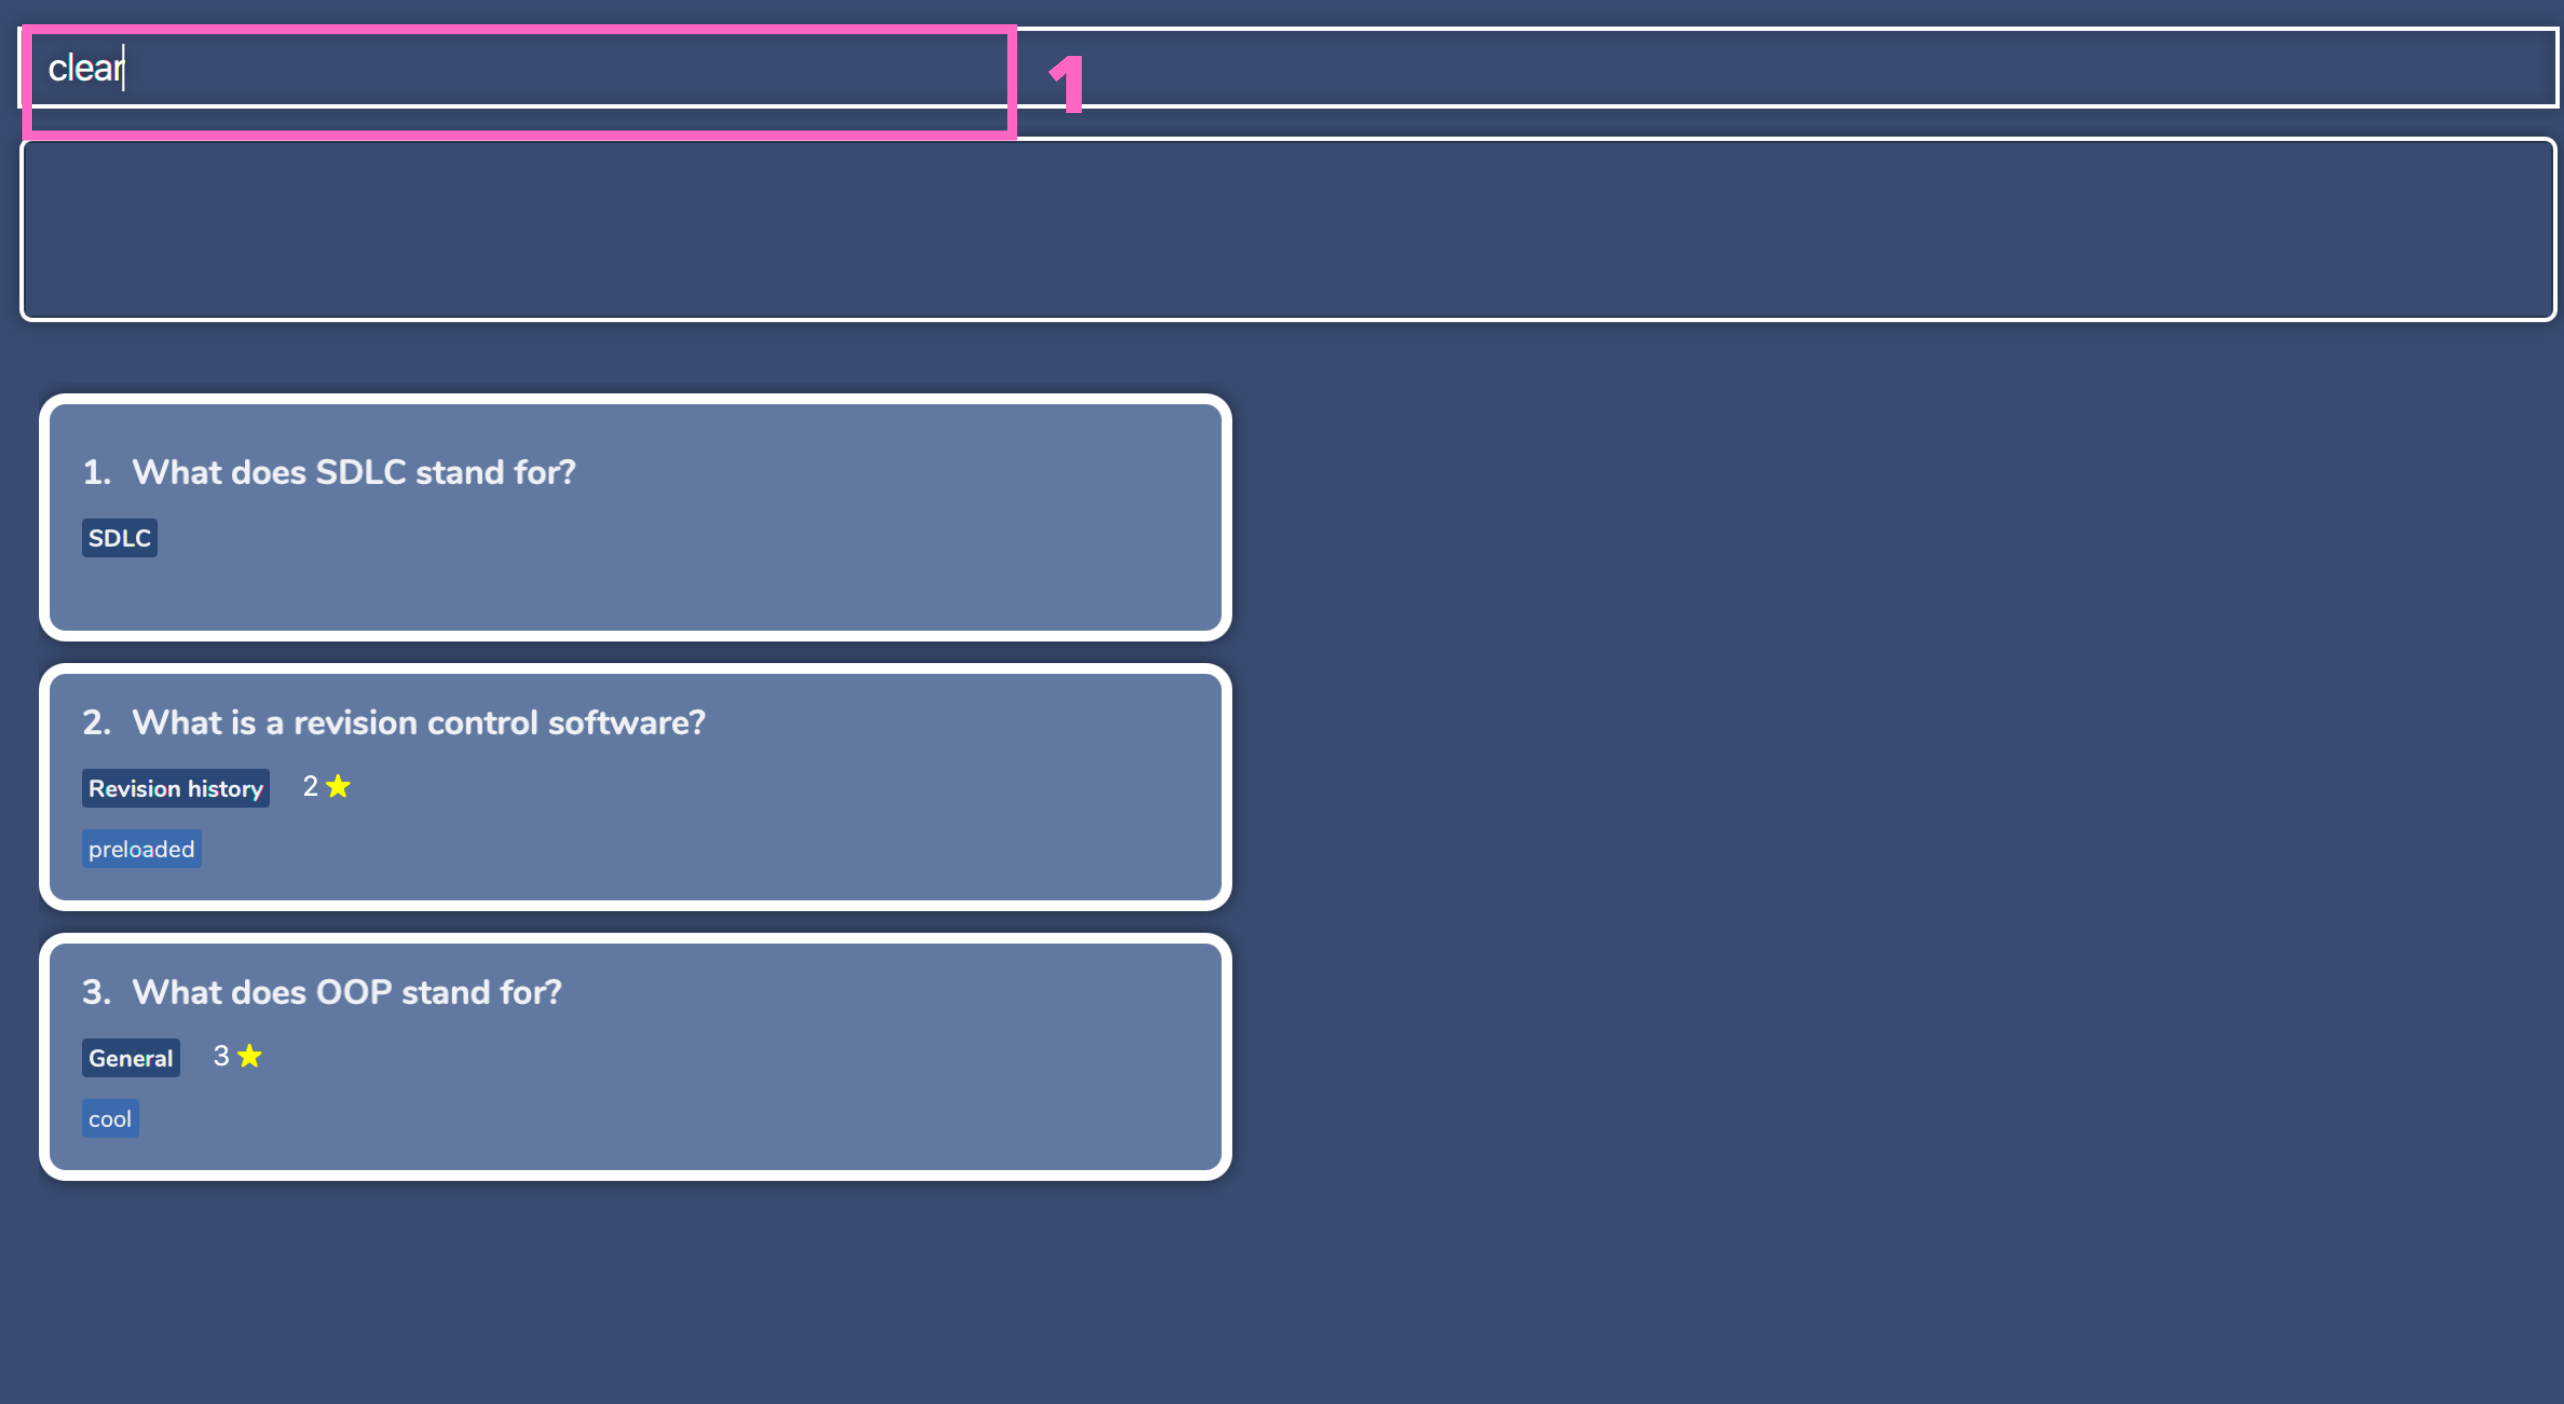 clear
1
1. What does SDLC stand for?
SDLC
2. What is a revision control software?
Revision history 2 ★
preloaded
3. What does OOP stand for?
General 3 ★
cool